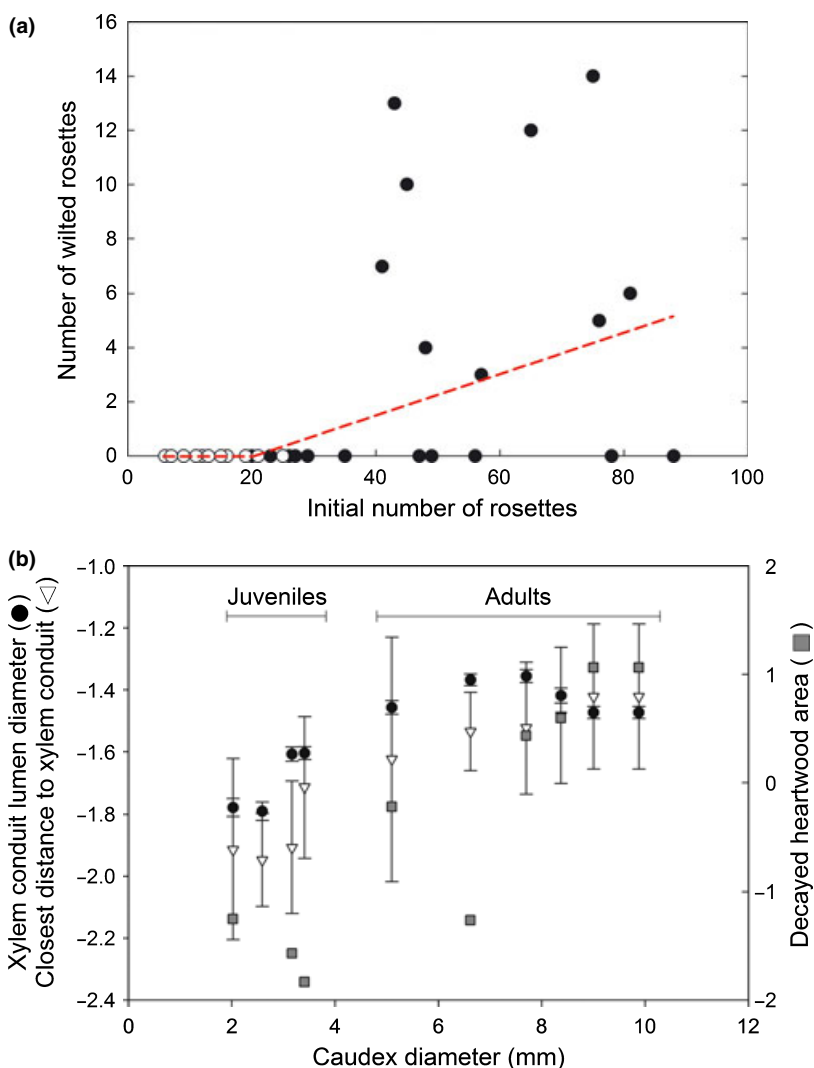 (a)
16
14
12
10
8
6
4
2
0
Number of wilted rosettes
0 20 40 60 80 100
Initial number of rosettes
(b)
Xylem conduit lumen diameter (●)
Closest distance to xylem conduit (▽)
−1.0
−1.2
−1.4
−1.6
−1.8
−2.0
−2.2
−2.4
Juveniles Adults
2
1
0
−1
−2
Decayed heartwood area (■)
0 2 4 6 8 10 12
Caudex diameter (mm)